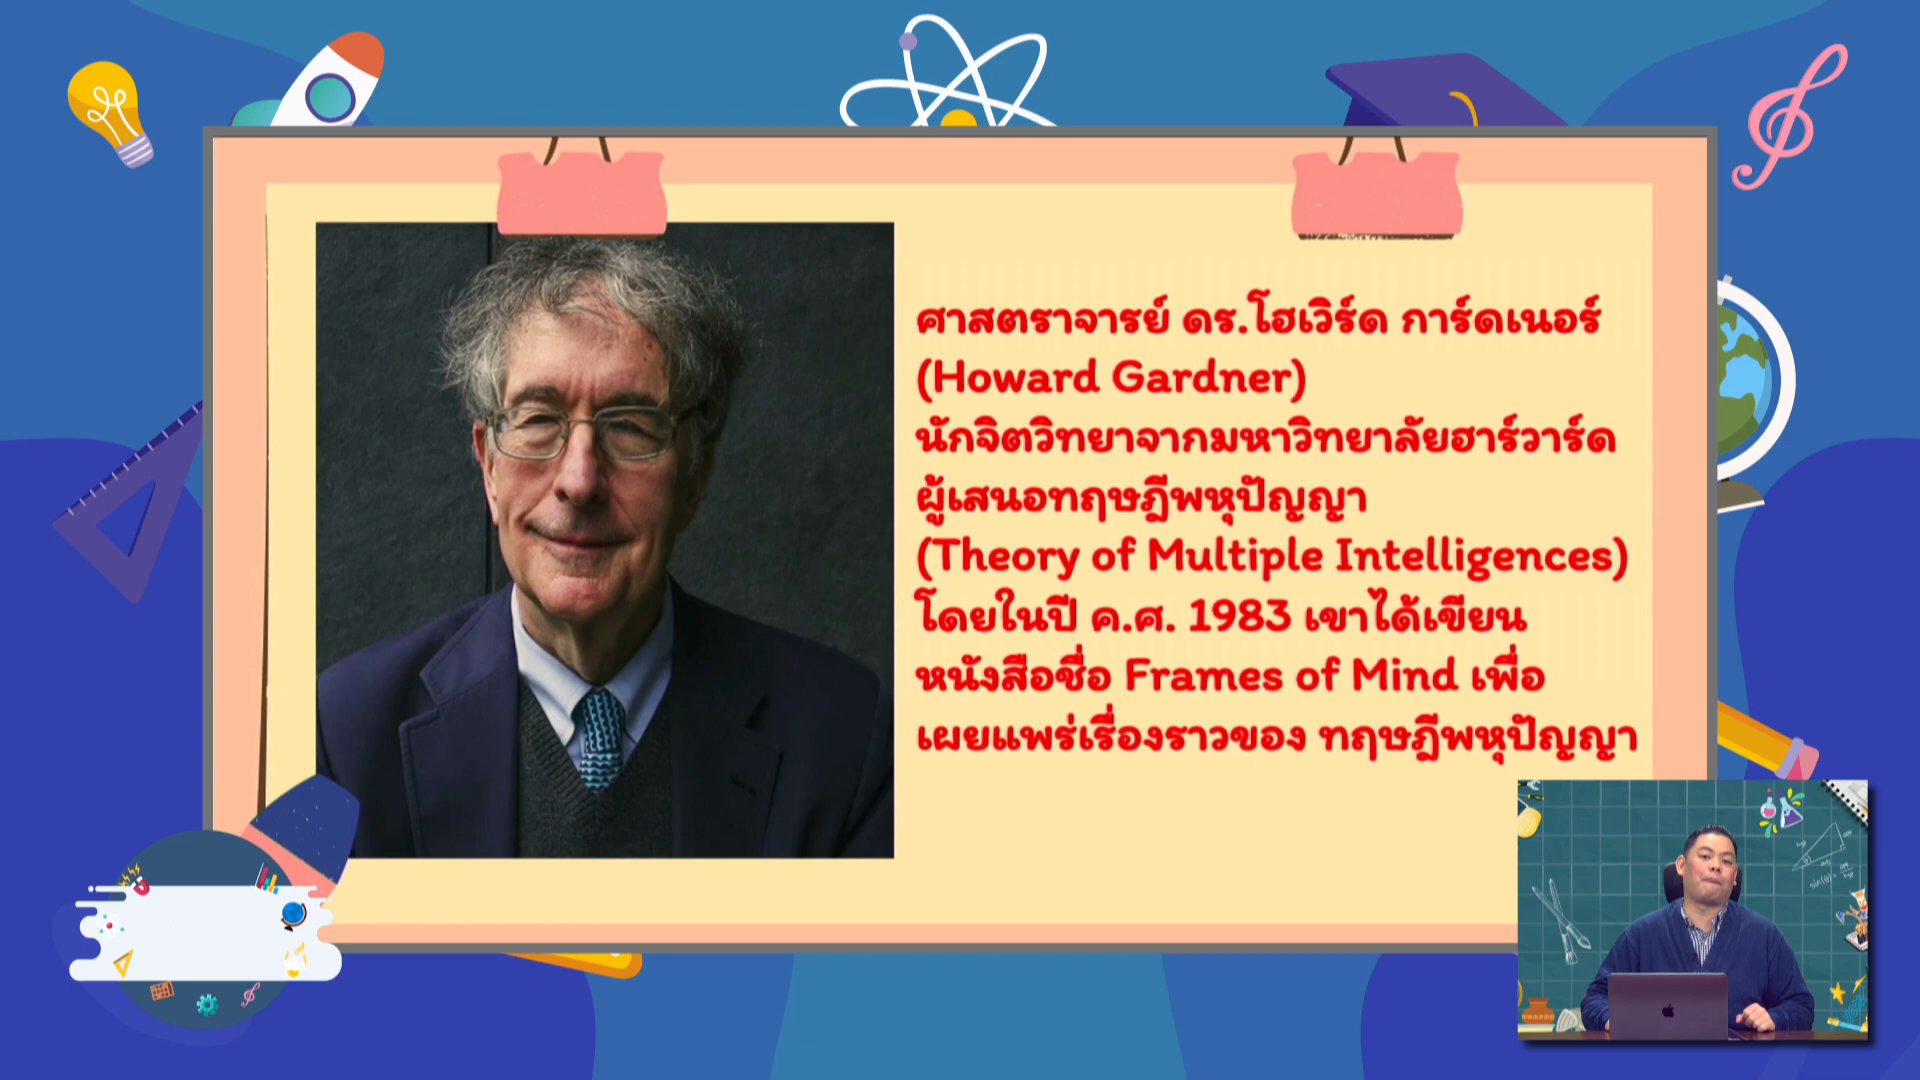 ศาสตราจารย์ ดร.โฮเวิร์ด การ์ดเนอร์
(Howard Gardner)
นักจิตวิทยาจากมหาวิทยาลัยฮาร์วาร์ด
ผู้เสนอทฤษฎีพหุปัญญา
(Theory of Multiple Intelligences)
โดยในปี ค.ศ. 1983 เขาได้เขียน
หนังสือชื่อ Frames of Mind เพื่อ
เผยแพร่เรื่องราวของ ทฤษฎีพหุปัญญา